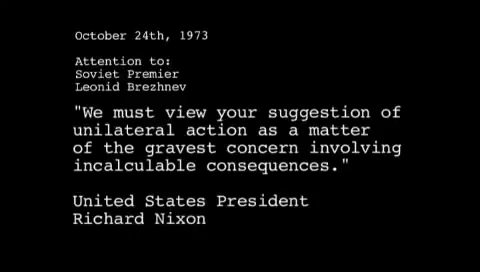 October 24th, 1973
Attention to:
Soviet Premier
Leonid Brezhnev
"We must view your suggestion of
unilateral action as a matter
of the gravest concern involving
incalculable consequences."
United States President
Richard Nixon